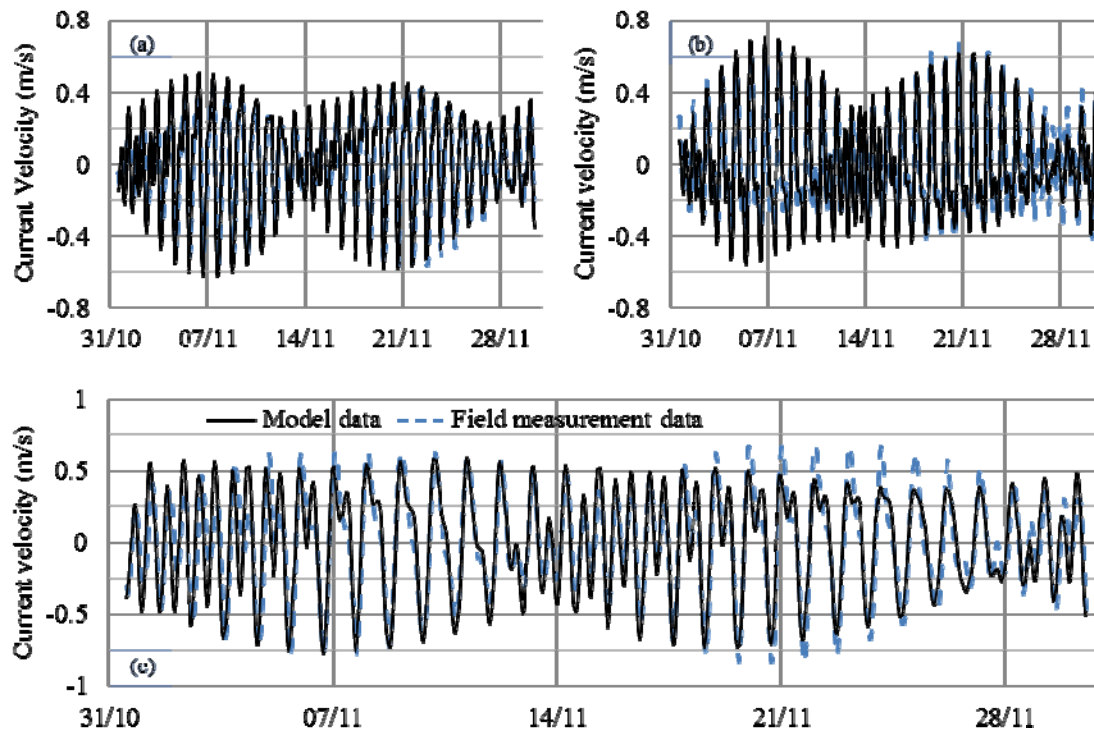 Current Velocity (m/s)
0.8
0.4
0
-0.4
-0.8
(a)
31/10 07/11 14/11 21/11 28/11
Current velocity (m/s)
0.8
0.4
0
-0.4
-0.8
(b)
31/10 07/11 14/11 21/11 28/11
Current velocity (m/s)
1
0.5
0
-0.5
-1
Model data Field measurement data
(c)
31/10 07/11 14/11 21/11 28/11